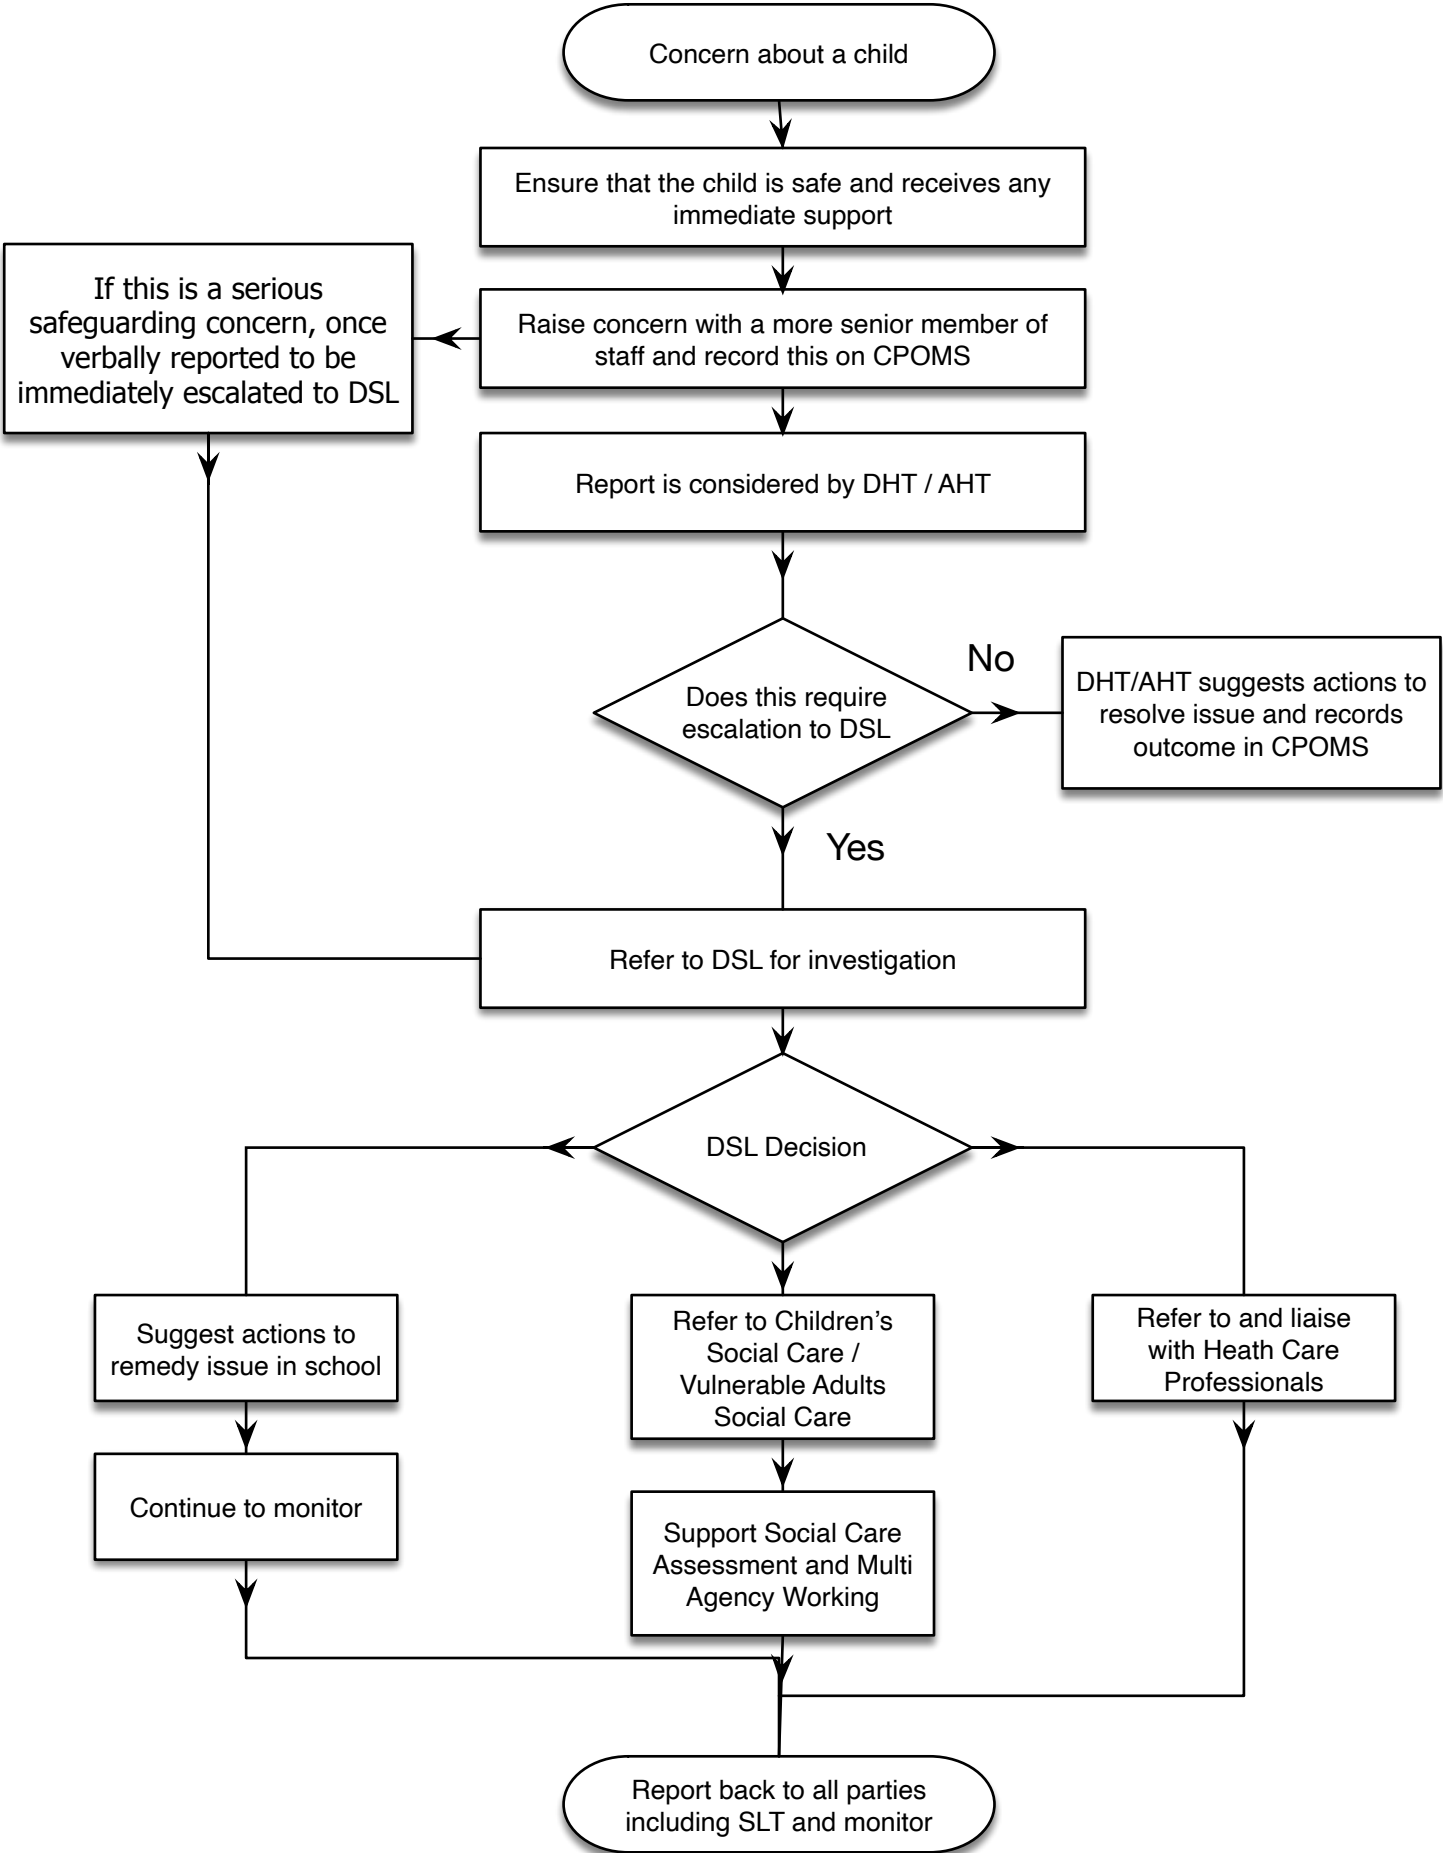 Concern about a child
Ensure that the child is safe and receives any
immediate support
If this is a serious
safeguarding concern, once
verbally reported to be
immediately escalated to DSL
Raise concern with a more senior member of
staff and record this on CPOMS
Report is considered by DHT / AHT
Does this require
escalation to DSL
No
DHT/AHT suggests actions to
resolve issue and records
outcome in CPOMS
Yes
Refer to DSL for investigation
DSL Decision
Suggest actions to
remedy issue in school
Continue to monitor
Refer to Children's
Social Care /
Vulnerable Adults
Social Care
Support Social Care
Assessment and Multi
Agency Working
Refer to and liaise
with Heath Care
Professionals
Report back to all parties
including SLT and monitor